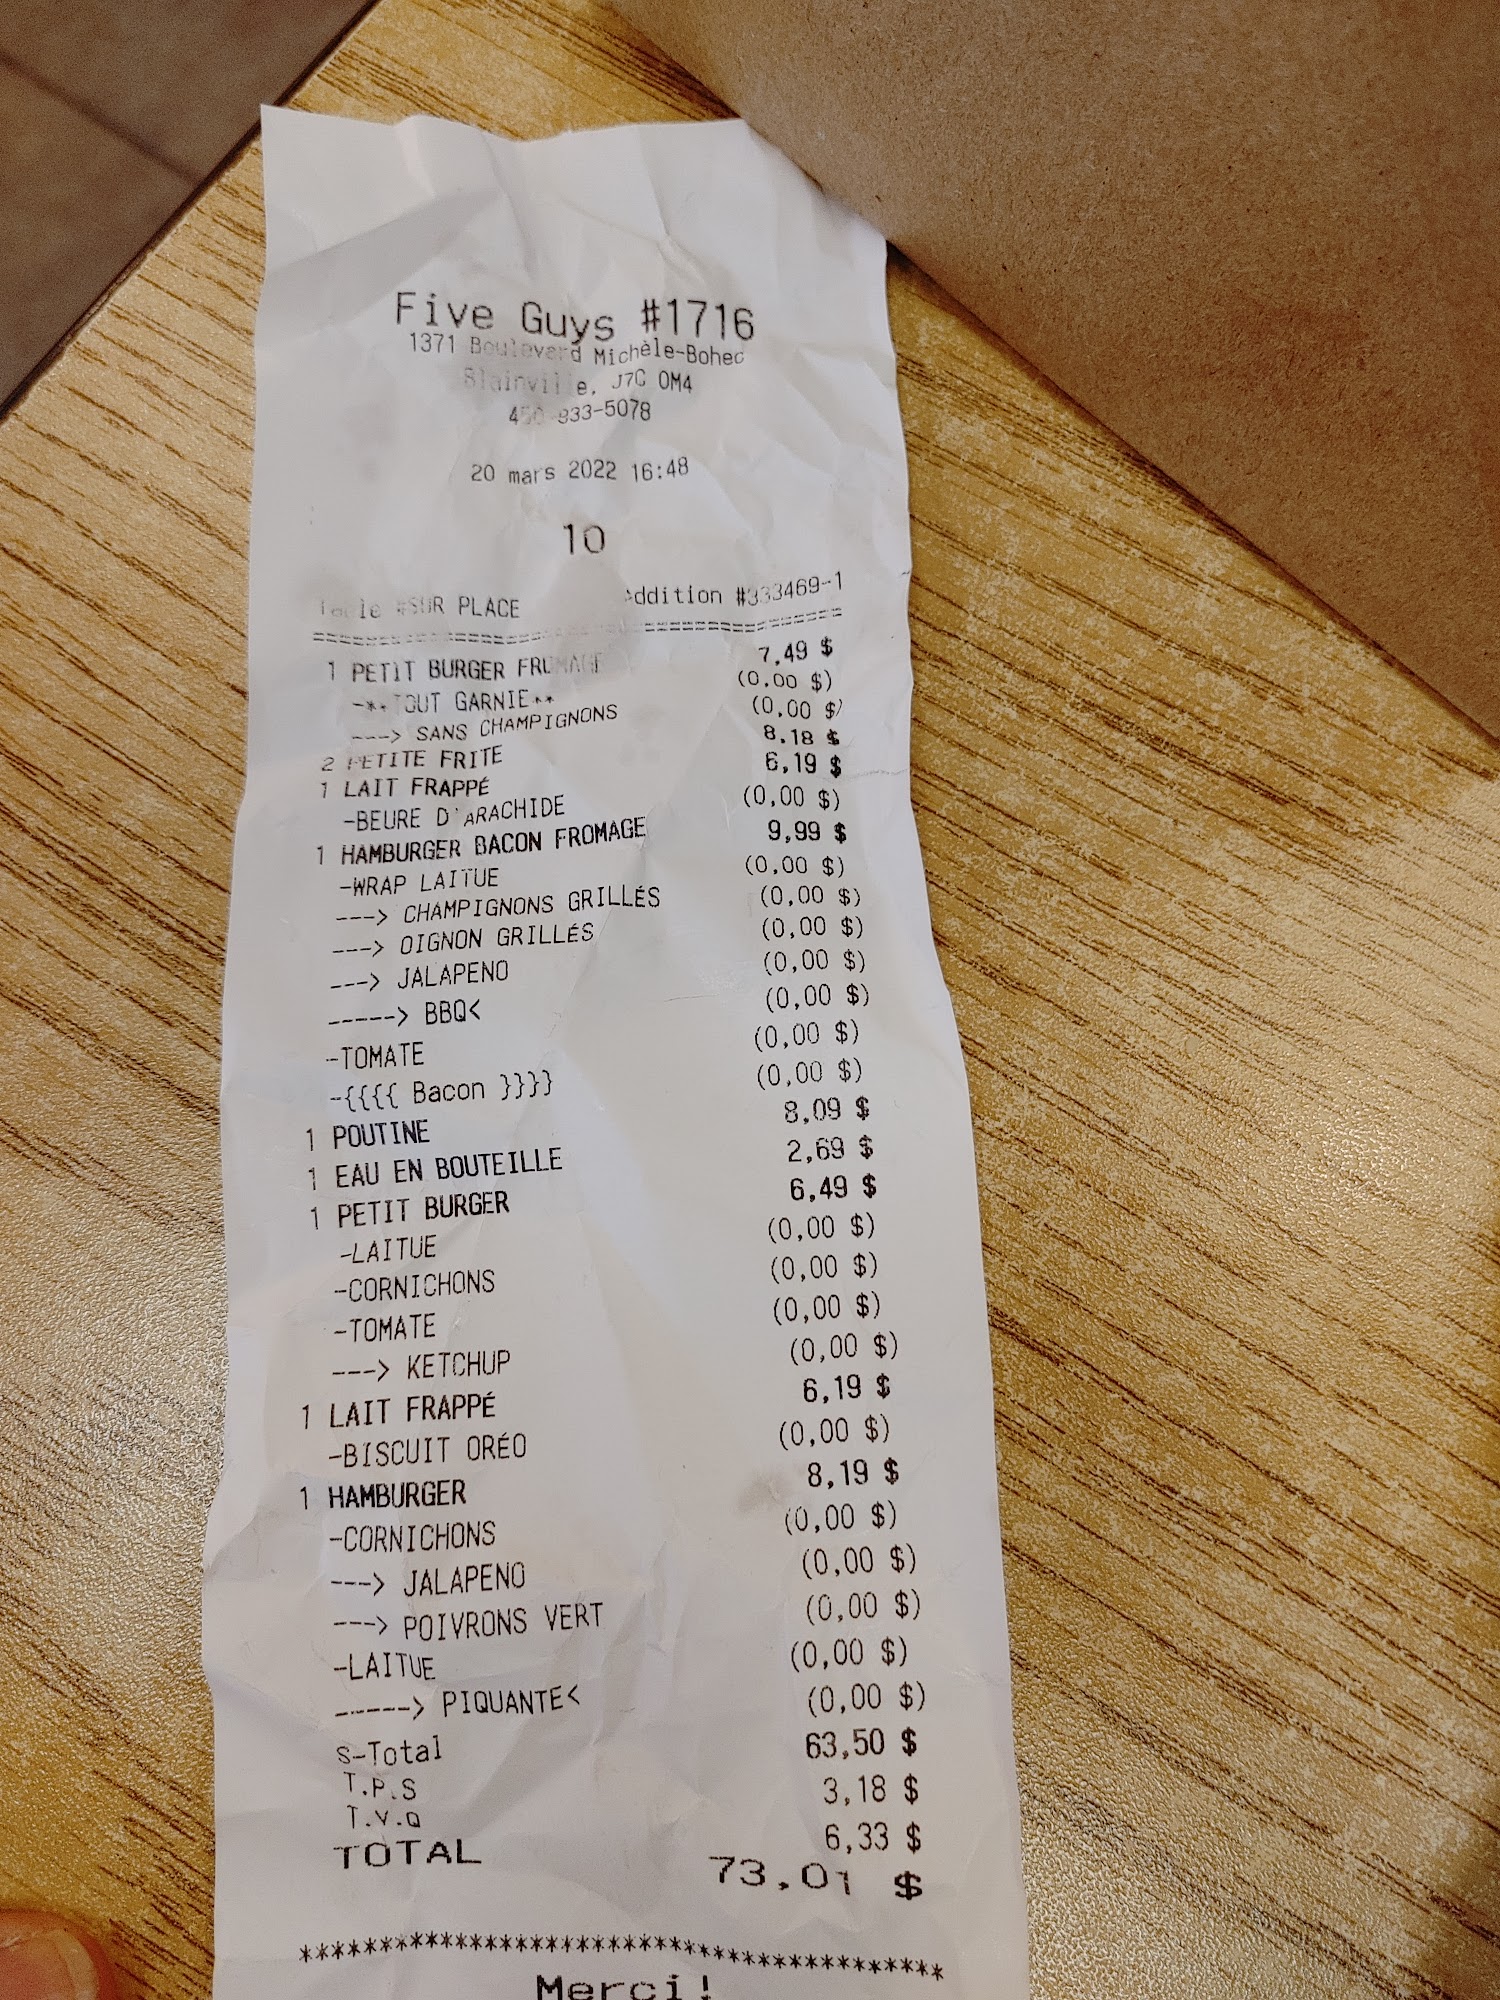 Five Guys #1716
1371 Boulevard Michèle-Bohec
Blainville, J7C 0M4
450-833-5078
20 mars 2022 16:48
10
Table #SUR PLACE Addition #333469-1
==================================================
1 PETIT BURGER FROMAGE 7,49 $
-**TOUT GARNIE** (0,00 $)
---> SANS CHAMPIGNONS (0,00 $)
2 PETITE FRITE 8,18 $
1 LAIT FRAPPÉ 6,19 $
-BEURE D'ARACHIDE (0,00 $)
1 HAMBURGER BACON FROMAGE 9,99 $
-WRAP LAITUE (0,00 $)
---> CHAMPIGNONS GRILLÉS (0,00 $)
---> OIGNON GRILLÉS (0,00 $)
---> JALAPENO (0,00 $)
-----> BBQ< (0,00 $)
-TOMATE (0,00 $)
-{{{{ Bacon }}}} (0,00 $)
1 POUTINE 8,09 $
1 EAU EN BOUTEILLE 2,69 $
1 PETIT BURGER 6,49 $
-LAITUE (0,00 $)
-CORNICHONS (0,00 $)
-TOMATE (0,00 $)
---> KETCHUP (0,00 $)
1 LAIT FRAPPÉ 6,19 $
-BISCUIT ORÉO (0,00 $)
1 HAMBURGER 8,19 $
-CORNICHONS (0,00 $)
---> JALAPENO (0,00 $)
---> POIVRONS VERT (0,00 $)
-LAITUE (0,00 $)
-----> PIQUANTE< (0,00 $)
S-Total 63,50 $
T.P.S 3,18 $
T.V.Q 6,33 $
TOTAL 73,01 $
******************************************
Merci!